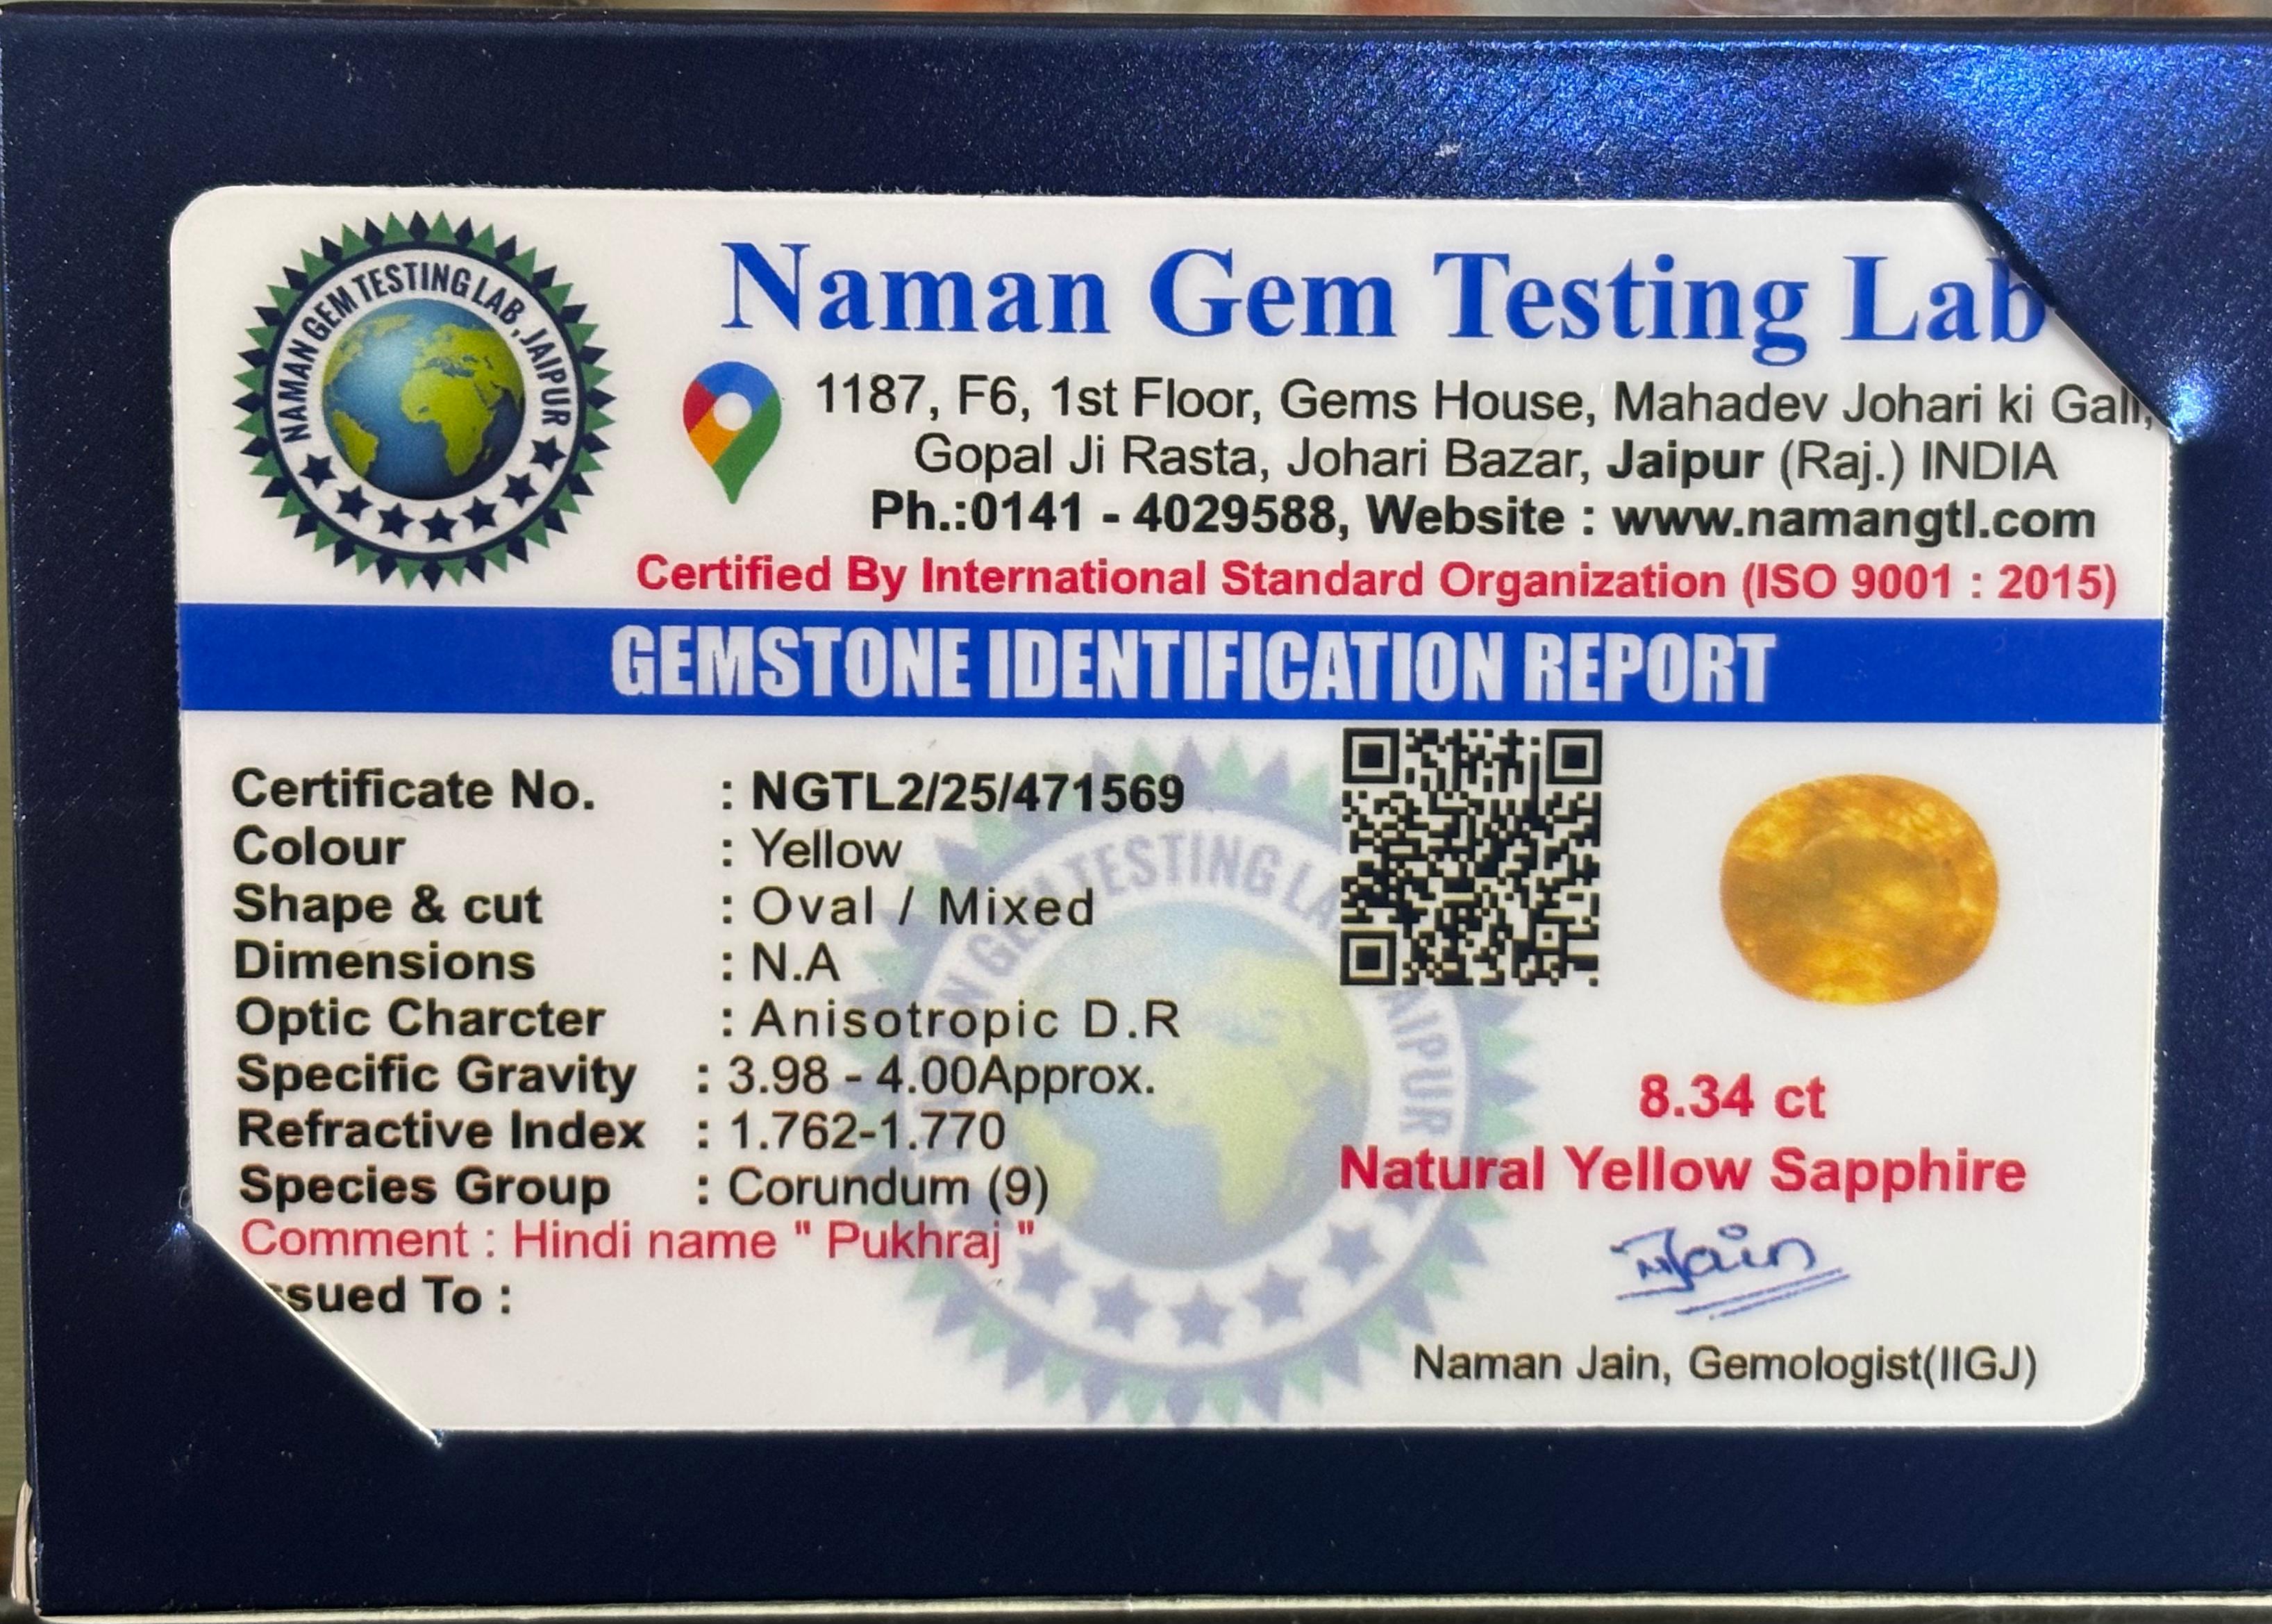 NAMAN GEM TESTING LAB, JAIPUR
Naman Gem Testing Lab
1187, F6, 1st Floor, Gems House, Mahadev Johari ki Gali,
Gopal Ji Rasta, Johari Bazar, Jaipur (Raj.) INDIA
Ph.:0141 - 4029588, Website : www.namangtl.com
Certified By International Standard Organization (ISO 9001 : 2015)
GEMSTONE IDENTIFICATION REPORT
Certificate No. : NGTL2/25/471569
Colour : Yellow
Shape & cut : Oval / Mixed
Dimensions : N.A
Optic Charcter : Anisotropic D.R
Specific Gravity : 3.98 - 4.00Approx.
Refractive Index : 1.762-1.770
Species Group : Corundum (9)
Comment : Hindi name " Pukhraj "
ssued To :
8.34 ct
Natural Yellow Sapphire
NJain
Naman Jain, Gemologist(IIGJ)